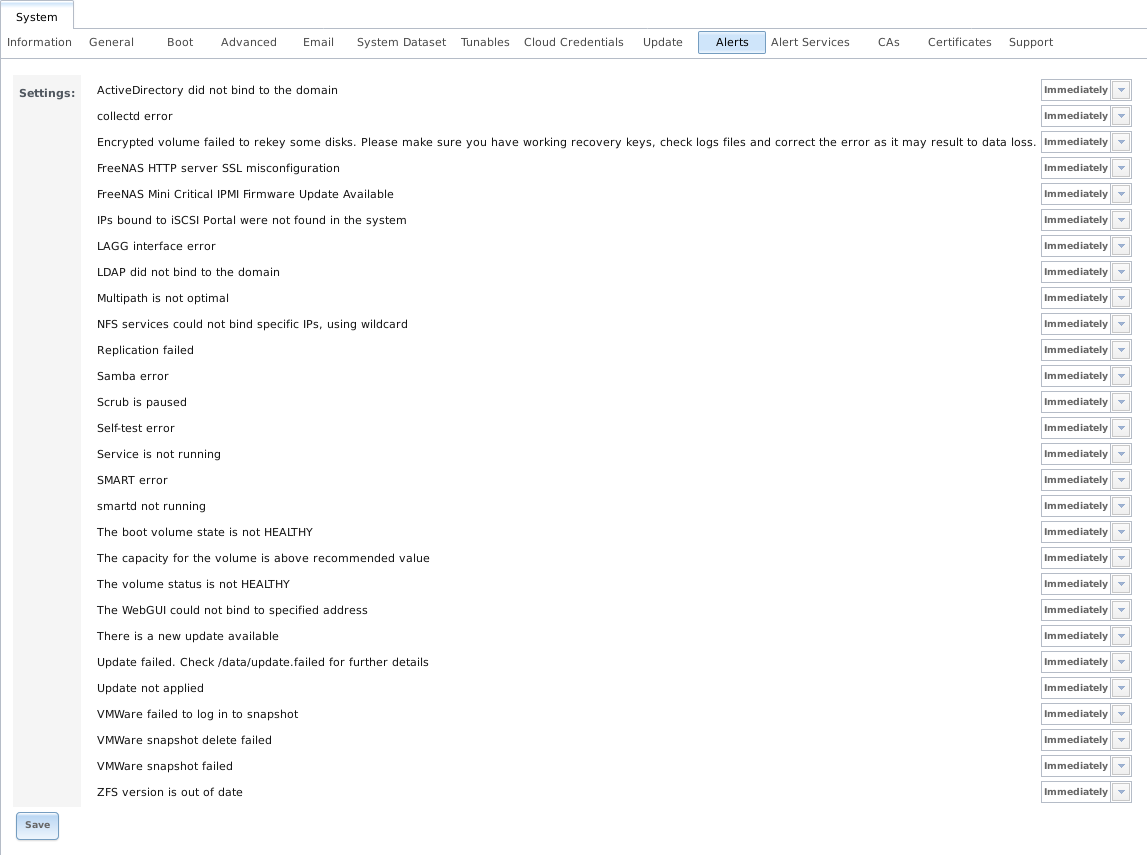 System
Information General Boot Advanced Email System Dataset Tunables Cloud Credentials Update Alerts Alert Services CAs Certificates Support
Settings: ActiveDirectory did not bind to the domain Immediately
collectd error Immediately
Encrypted volume failed to rekey some disks. Please make sure you have working recovery keys, check logs files and correct the error as it may result to data loss. Immediately
FreeNAS HTTP server SSL misconfiguration Immediately
FreeNAS Mini Critical IPMI Firmware Update Available Immediately
IPs bound to iSCSI Portal were not found in the system Immediately
LAGG interface error Immediately
LDAP did not bind to the domain Immediately
Multipath is not optimal Immediately
NFS services could not bind specific IPs, using wildcard Immediately
Replication failed Immediately
Samba error Immediately
Scrub is paused Immediately
Self-test error Immediately
Service is not running Immediately
SMART error Immediately
smartd not running Immediately
The boot volume state is not HEALTHY Immediately
The capacity for the volume is above recommended value Immediately
The volume status is not HEALTHY Immediately
The WebGUI could not bind to specified address Immediately
There is a new update available Immediately
Update failed. Check /data/update.failed for further details Immediately
Update not applied Immediately
VMWare failed to log in to snapshot Immediately
VMWare snapshot delete failed Immediately
VMWare snapshot failed Immediately
ZFS version is out of date Immediately
Save